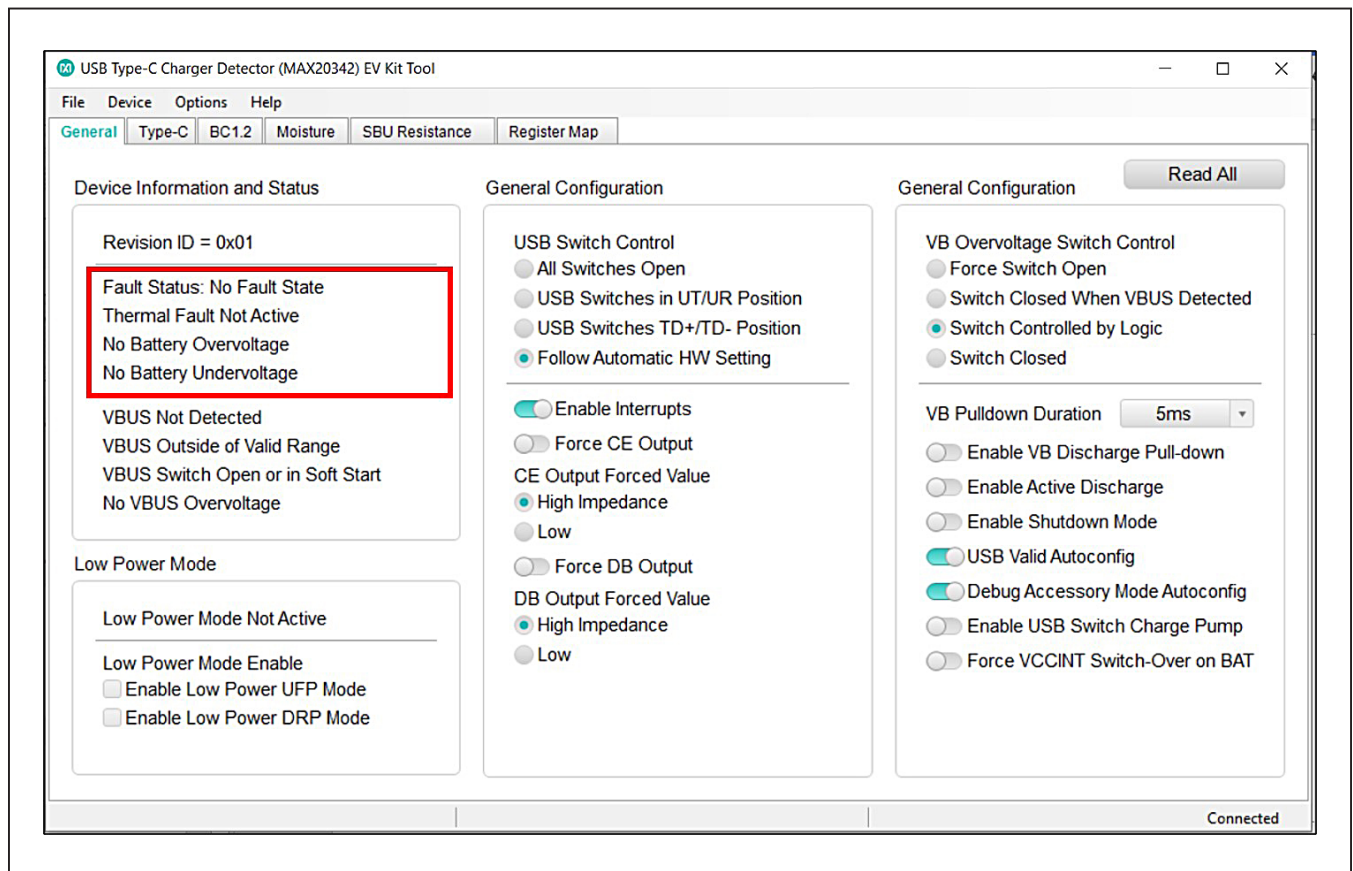 USB Type-C Charger Detector (MAX20342) EV Kit Tool
File Device Options Help
General Type-C BC1.2 Moisture SBU Resistance Register Map
Read All
Device Information and Status
Revision ID = 0x01
Fault Status: No Fault State
Thermal Fault Not Active
No Battery Overvoltage
No Battery Undervoltage
VBUS Not Detected
VBUS Outside of Valid Range
VBUS Switch Open or in Soft Start
No VBUS Overvoltage
Low Power Mode
Low Power Mode Not Active
Low Power Mode Enable
Enable Low Power UFP Mode
Enable Low Power DRP Mode
General Configuration
USB Switch Control
All Switches Open
USB Switches in UT/UR Position
USB Switches TD+/TD- Position
Follow Automatic HW Setting
Enable Interrupts
Force CE Output
CE Output Forced Value
High Impedance
Low
Force DB Output
DB Output Forced Value
High Impedance
Low
General Configuration
VB Overvoltage Switch Control
Force Switch Open
Switch Closed When VBUS Detected
Switch Controlled by Logic
Switch Closed
VB Pulldown Duration 5ms
Enable VB Discharge Pull-down
Enable Active Discharge
Enable Shutdown Mode
USB Valid Autoconfig
Debug Accessory Mode Autoconfig
Enable USB Switch Charge Pump
Force VCCINT Switch-Over on BAT
Connected